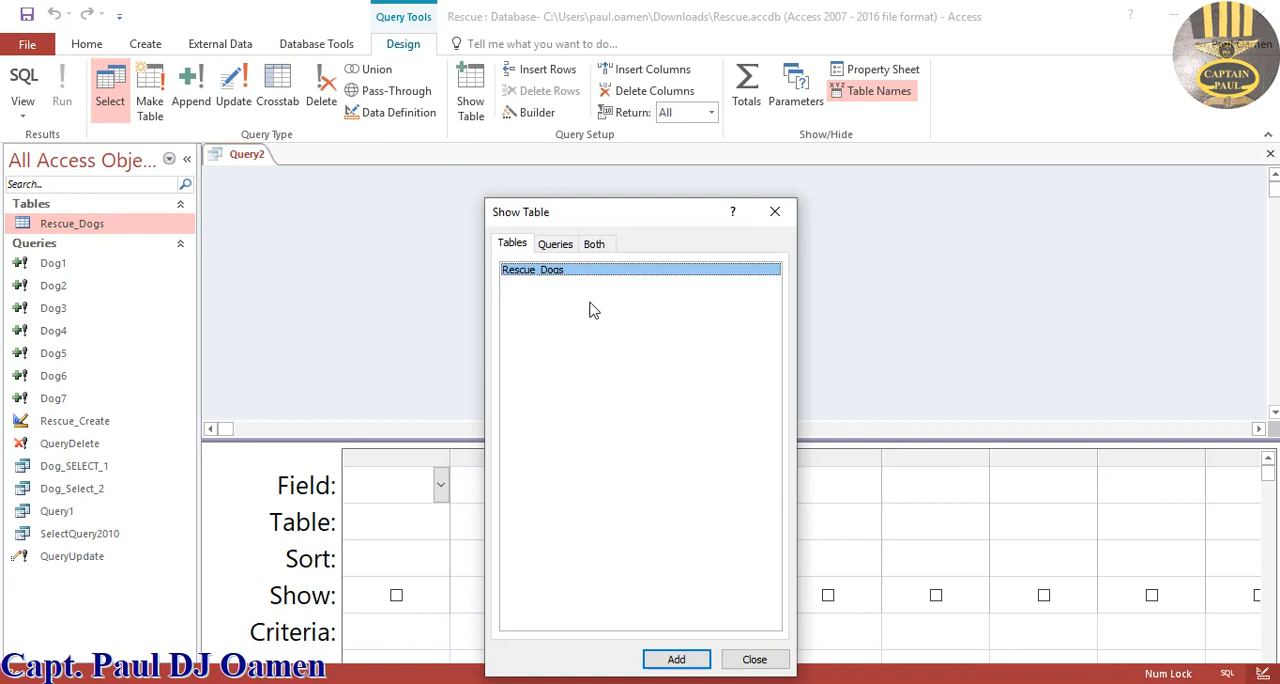 Query Tools
Rescue : Database- C:\Users\paul.oamen\Downloads\Rescue.accdb (Access 2007 - 2016 file format) - Access
?
File
Home
Create
External Data
Database Tools
Design
Tell me what you want to do...
CAPTAIN
PAUL
SQL
View
Run
Select
Make
Table
Append
Update
Crosstab
Delete
Union
Pass-Through
Data Definition
Show
Table
Insert Rows
Delete Rows
Builder
Insert Columns
Delete Columns
Return: All
Totals
Parameters
Property Sheet
Table Names
Results
Query Type
Query Setup
Show/Hide
All Access Obje...
Search...
Tables
Rescue_Dogs
Queries
Dog1
Dog2
Dog3
Dog4
Dog5
Dog6
Dog7
Rescue_Create
QueryDelete
Dog_SELECT_1
Dog_Select_2
Query1
SelectQuery2010
QueryUpdate
Query2
Show Table
?
Tables
Queries
Both
Rescue_Dogs
Add
Close
Field:
Table:
Sort:
Show:
Criteria:
Capt. Paul DJ Oamen
Num Lock
SQL